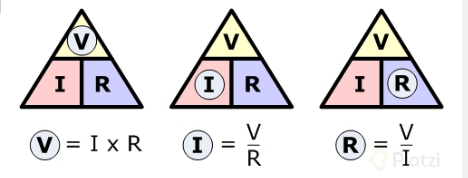 V
I R
V = I x R
V
I R
I = V/R
V
I R
R = V/I
Platzi